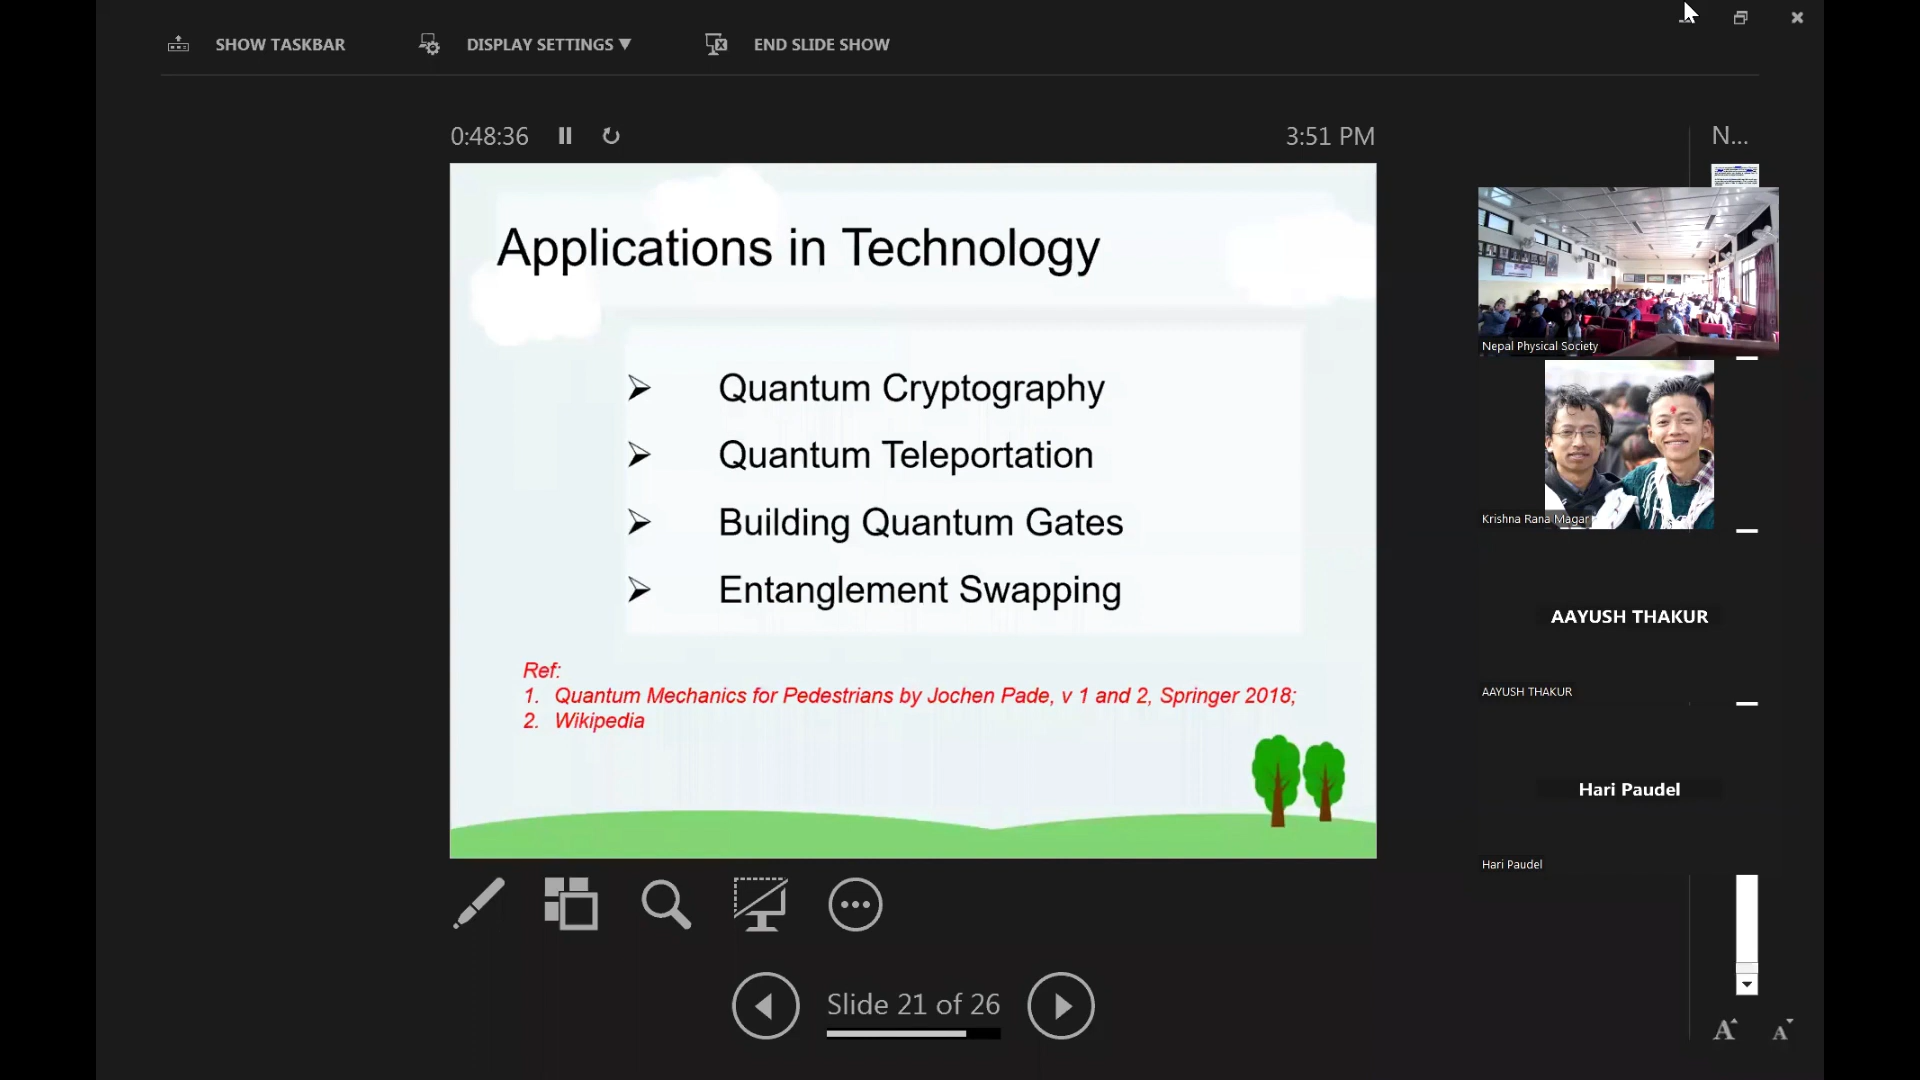 SHOW TASKBAR
DISPLAY SETTINGS ▼
END SLIDE SHOW
0:48:36
3:51 PM
N...
Applications in Technology
➢ Quantum Cryptography
➢ Quantum Teleportation
➢ Building Quantum Gates
➢ Entanglement Swapping
Ref:
1. Quantum Mechanics for Pedestrians by Jochen Pade, v 1 and 2, Springer 2018;
2. Wikipedia
Nepal Physical Society
Krishna Rana Magar
AAYUSH THAKUR
AAYUSH THAKUR
Hari Paudel
Hari Paudel
Slide 21 of 26
A A